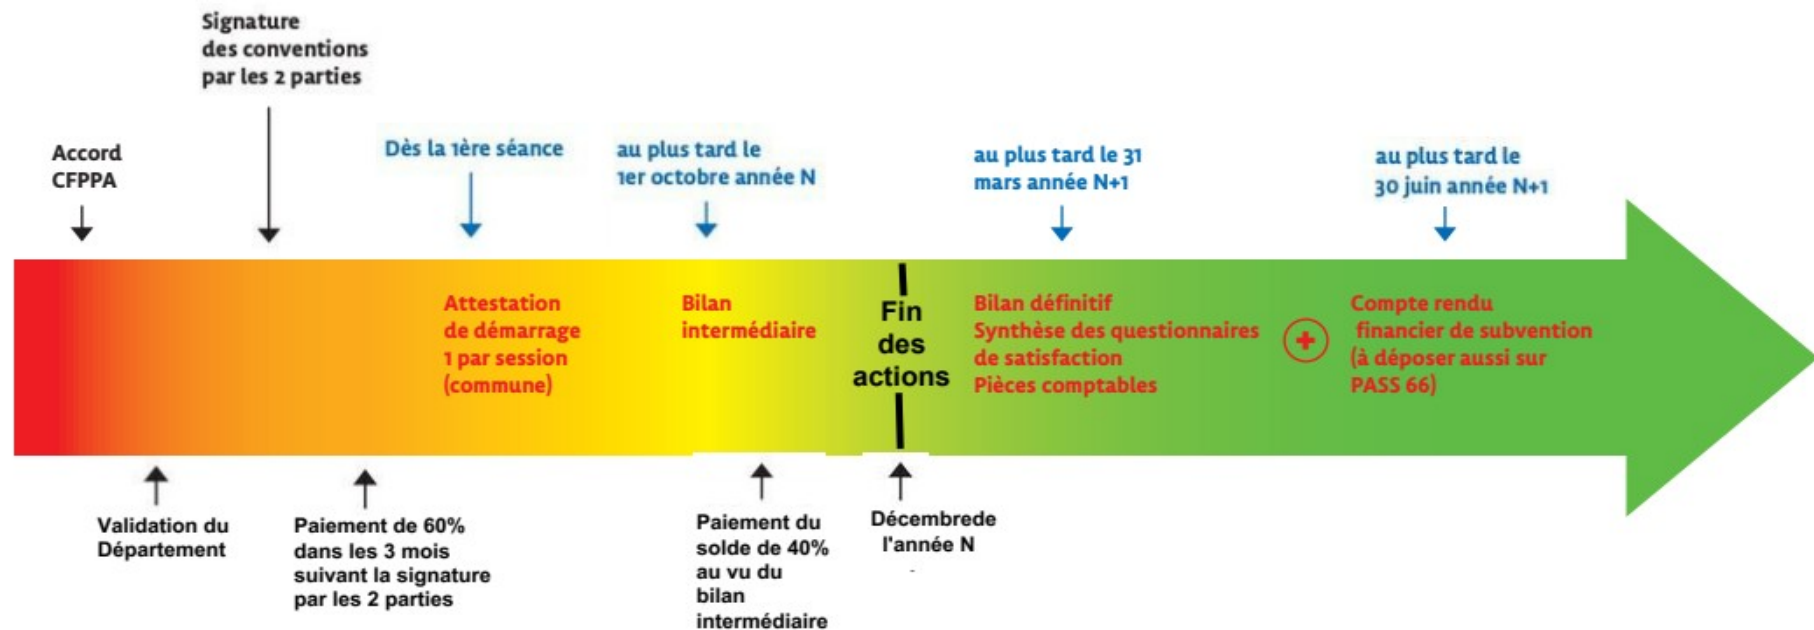 Signature
des conventions
par les 2 parties
Accord
CFPPA
Dès la 1ère séance
au plus tard le
1er octobre année N
au plus tard le 31
mars année N+1
au plus tard le
30 juin année N+1
Attestation
de démarrage
1 par session
(commune)
Bilan
intermédiaire
Fin
des
actions
Bilan définitif
Synthèse des questionnaires
de satisfaction
Pièces comptables
+
Compte rendu
financier de subvention
(à déposer aussi sur
PASS 66)
Validation du
Département
Paiement de 60%
dans les 3 mois
suivant la signature
par les 2 parties
Paiement du
solde de 40%
au vu du
bilan
intermédiaire
Décembrede
l'année N